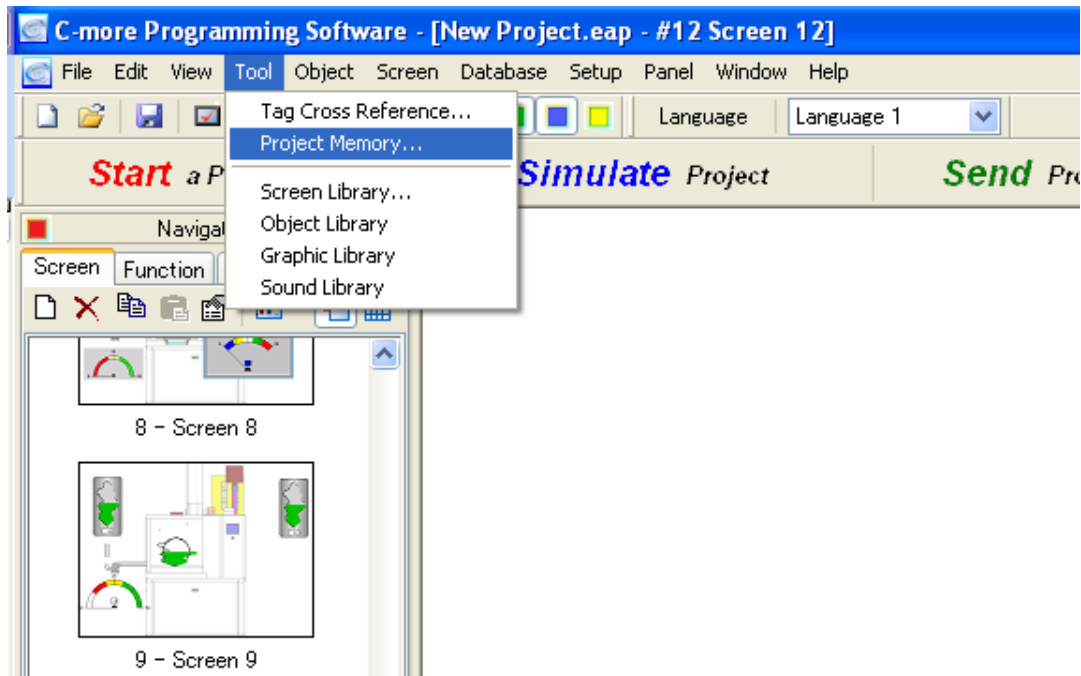 C-more Programming Software - [New Project.eap - #12 Screen 12]
File Edit View Tool Object Screen Database Setup Panel Window Help
Tag Cross Reference...
Language Language 1
Project Memory...
Start a Simulate Project Send
Screen Library...
Object Library
Graphic Library
Sound Library
Screen Function
8 - Screen 8
9 - Screen 9